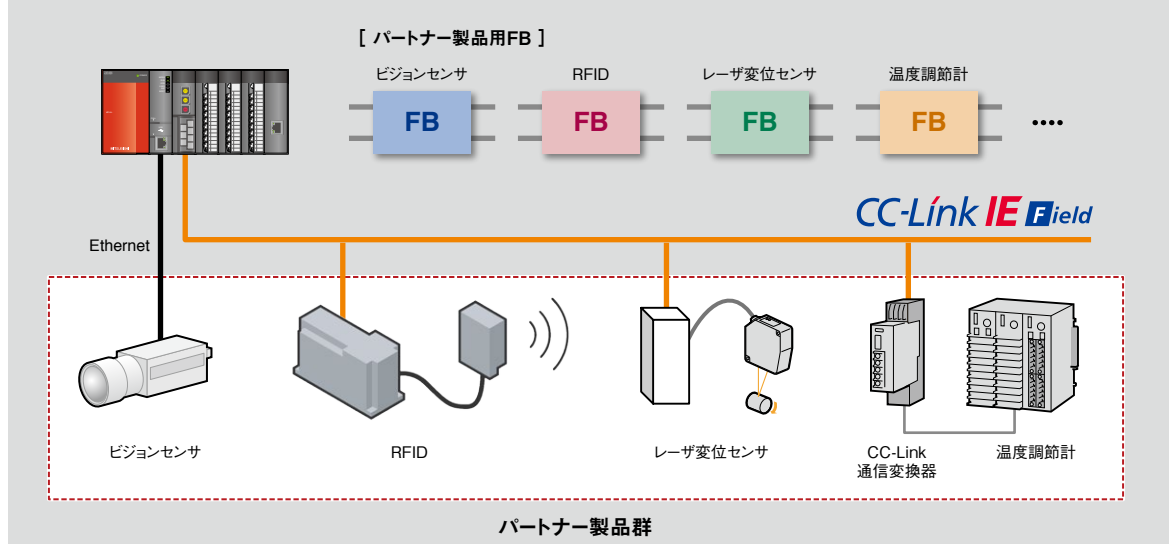 [ パートナー製品用FB ]
ビジョンセンサ
RFID
レーザ変位センサ
温度調節計
FB
FB
FB
FB
••••
CC-Link IE Field
Ethernet
ビジョンセンサ
RFID
レーザ変位センサ
CC-Link
通信変換器
温度調節計
パートナー製品群